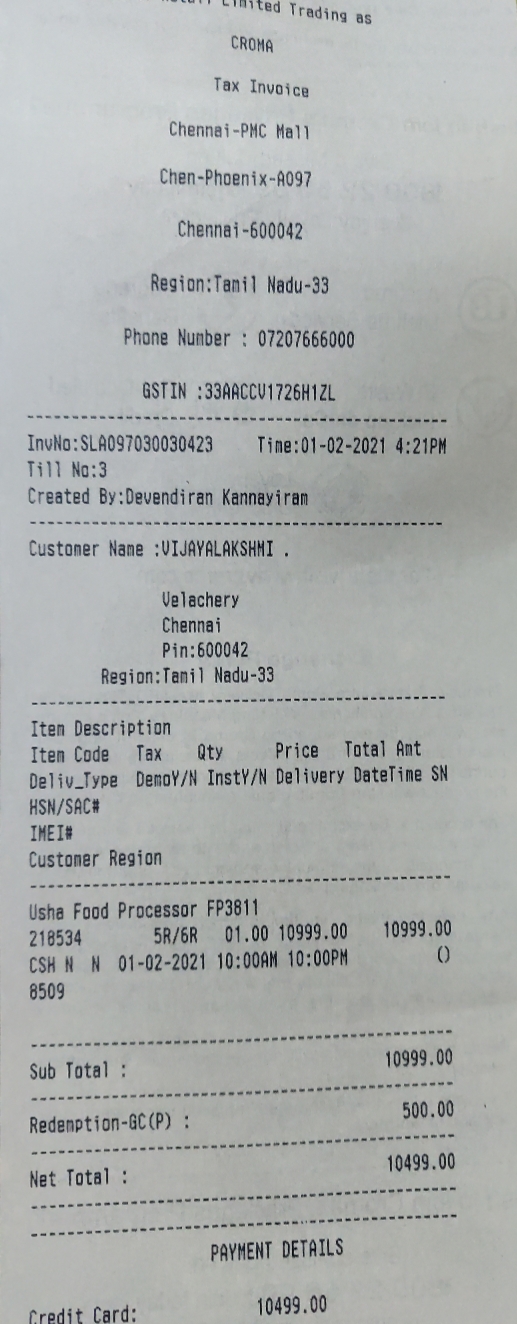 Limited Trading as
CROMA
Tax Invoice
Chennai-PMC Mall
Chen-Phoenix-A097
Chennai-600042
Region:Tamil Nadu-33
Phone Number : 07207666000
GSTIN :33AACCV1726H1ZL
InvNo:SLA097030030423 Time:01-02-2021 4:21PM
Till No:3
Created By:Devendiran Kannayiram
Customer Name :VIJAYALAKSHMI .
Velachery
Chennai
Pin:600042
Region:Tamil Nadu-33
Item Description
Item Code Tax Qty Price Total Amt
Deliv_Type DemoY/N InstY/N Delivery DateTime SN
HSN/SAC#
IMEI#
Customer Region
Usha Food Processor FP3811
218534 5R/6R 01.00 10999.00 10999.00
CSH N N 01-02-2021 10:00AM 10:00PM ()
8509
Sub Total : 10999.00
Redemption-GC(P) : 500.00
Net Total : 10499.00
PAYMENT DETAILS
Credit Card: 10499.00